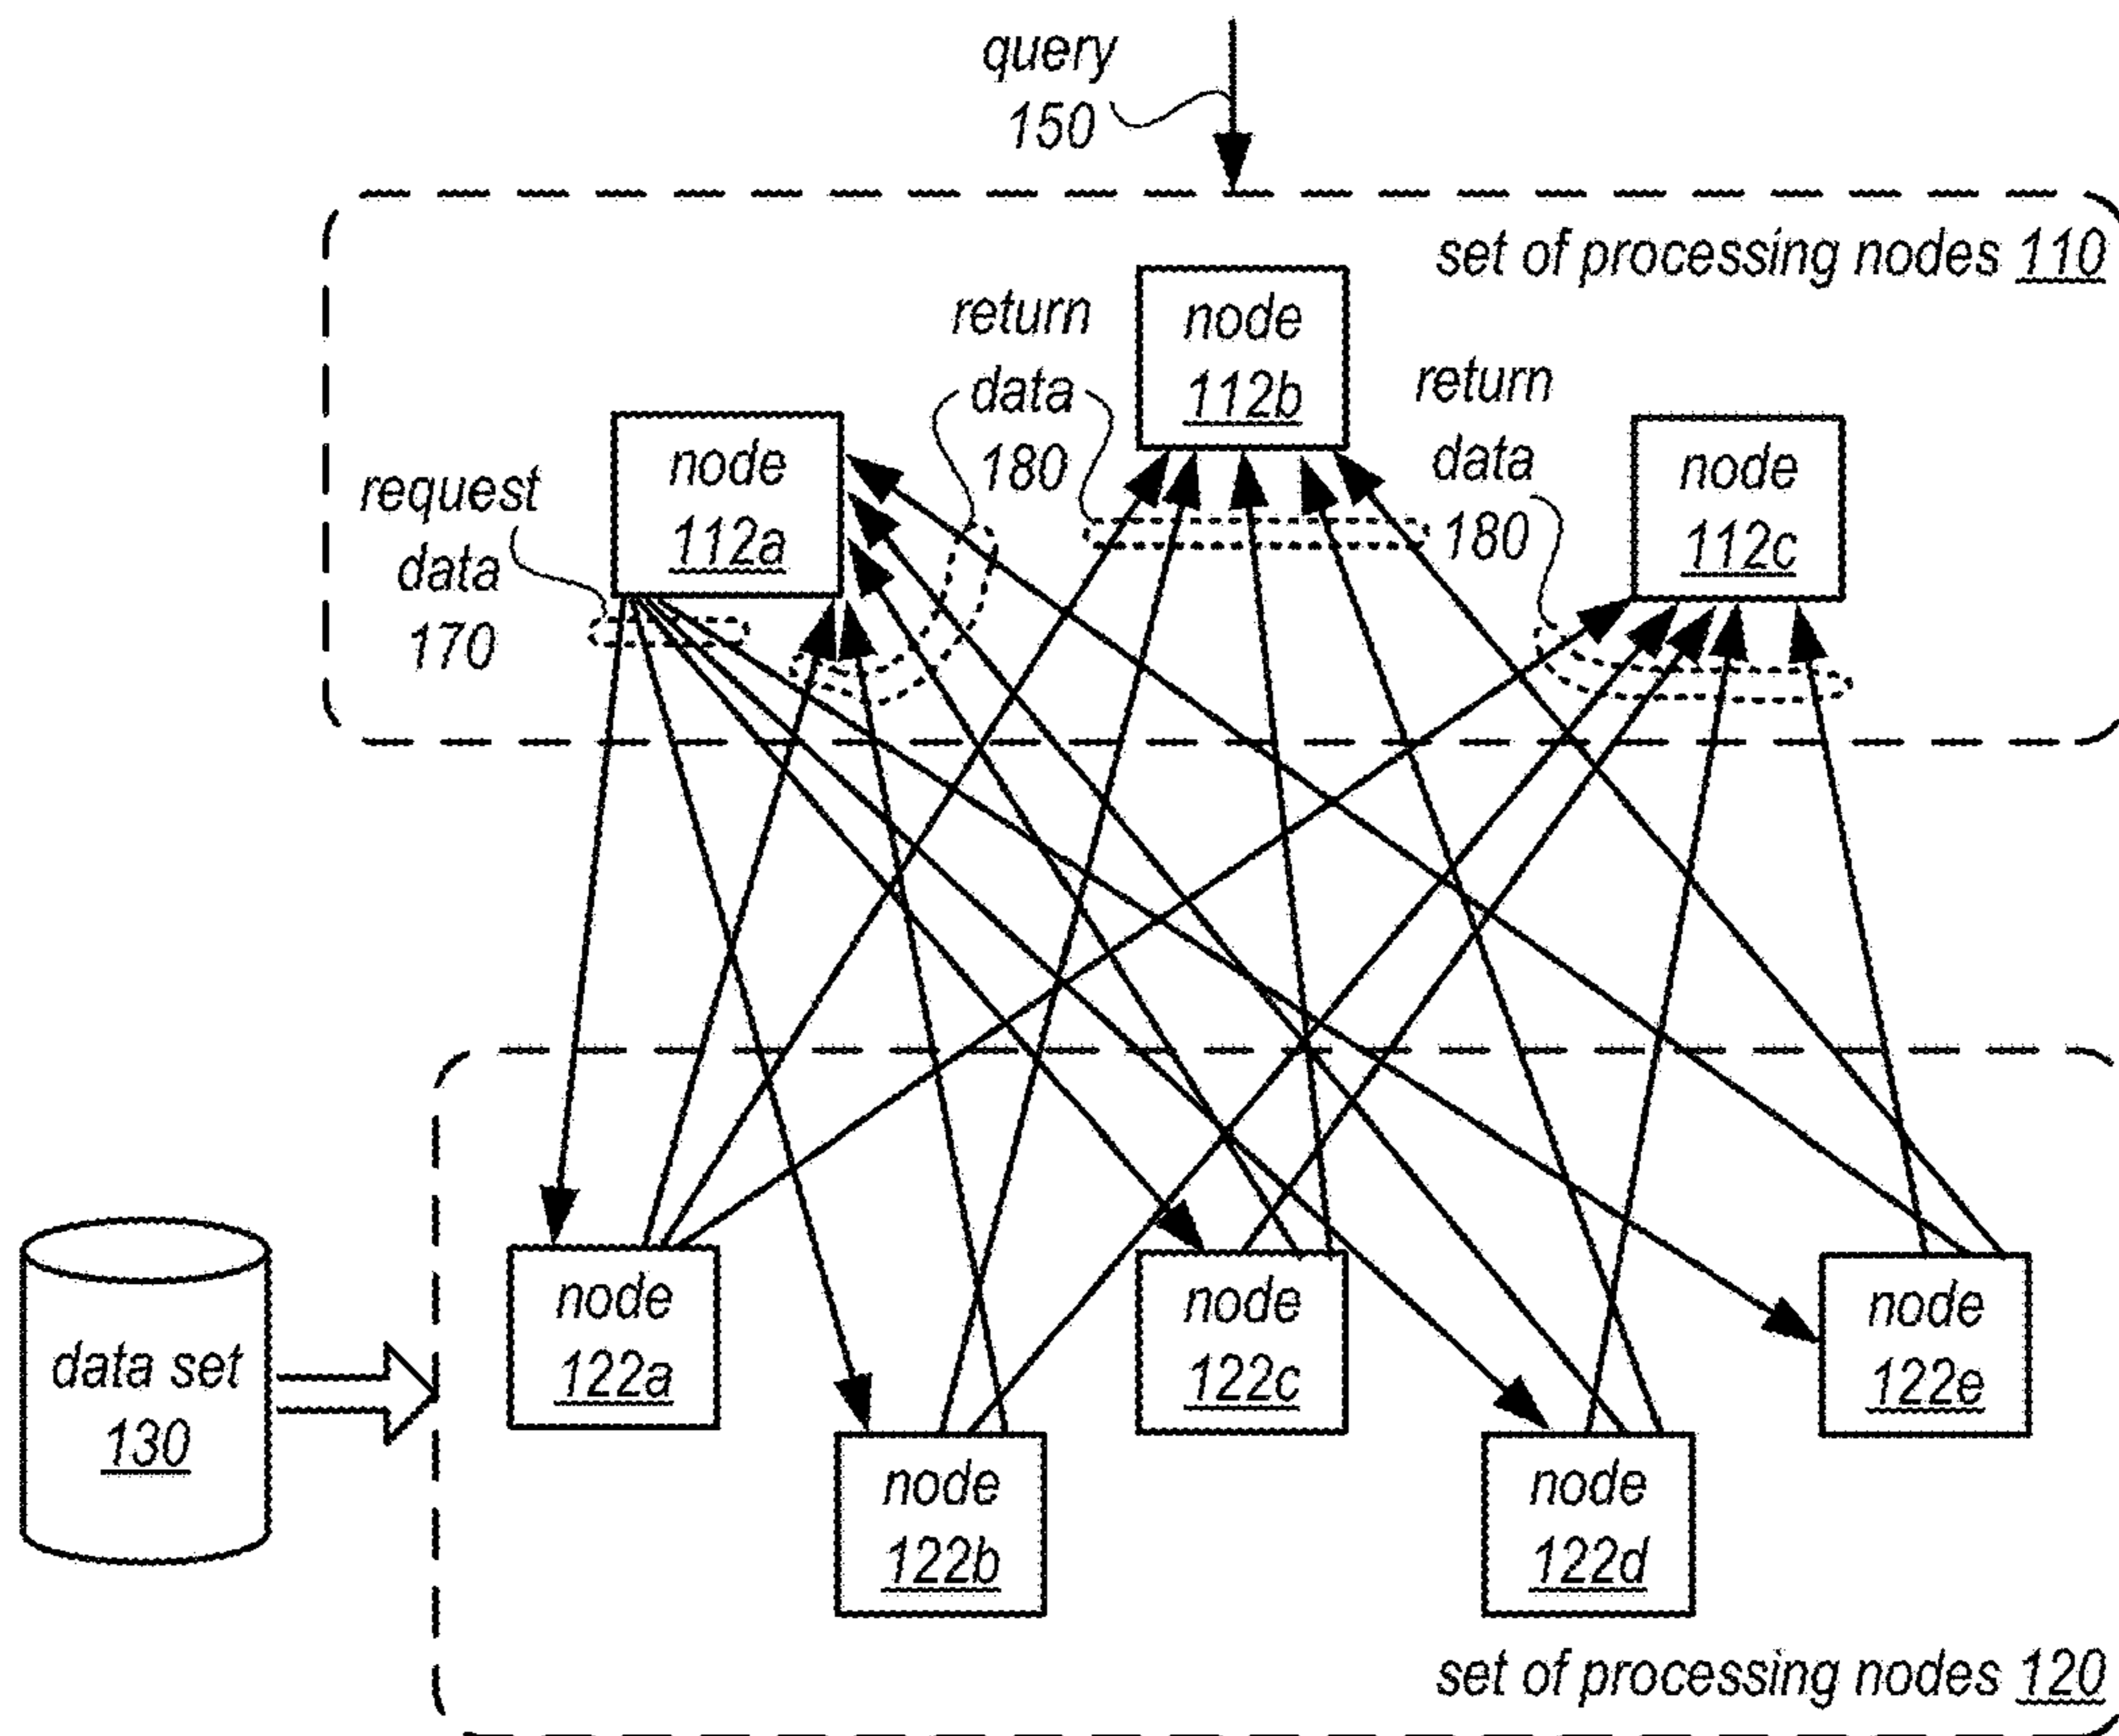 query
150
set of processing nodes 110
node
112b
return
data
180
return
data
180
node
112a
node
112c
request
data
170
data set
130
node
122a
node
122b
node
122c
node
122d
node
122e
set of processing nodes 120